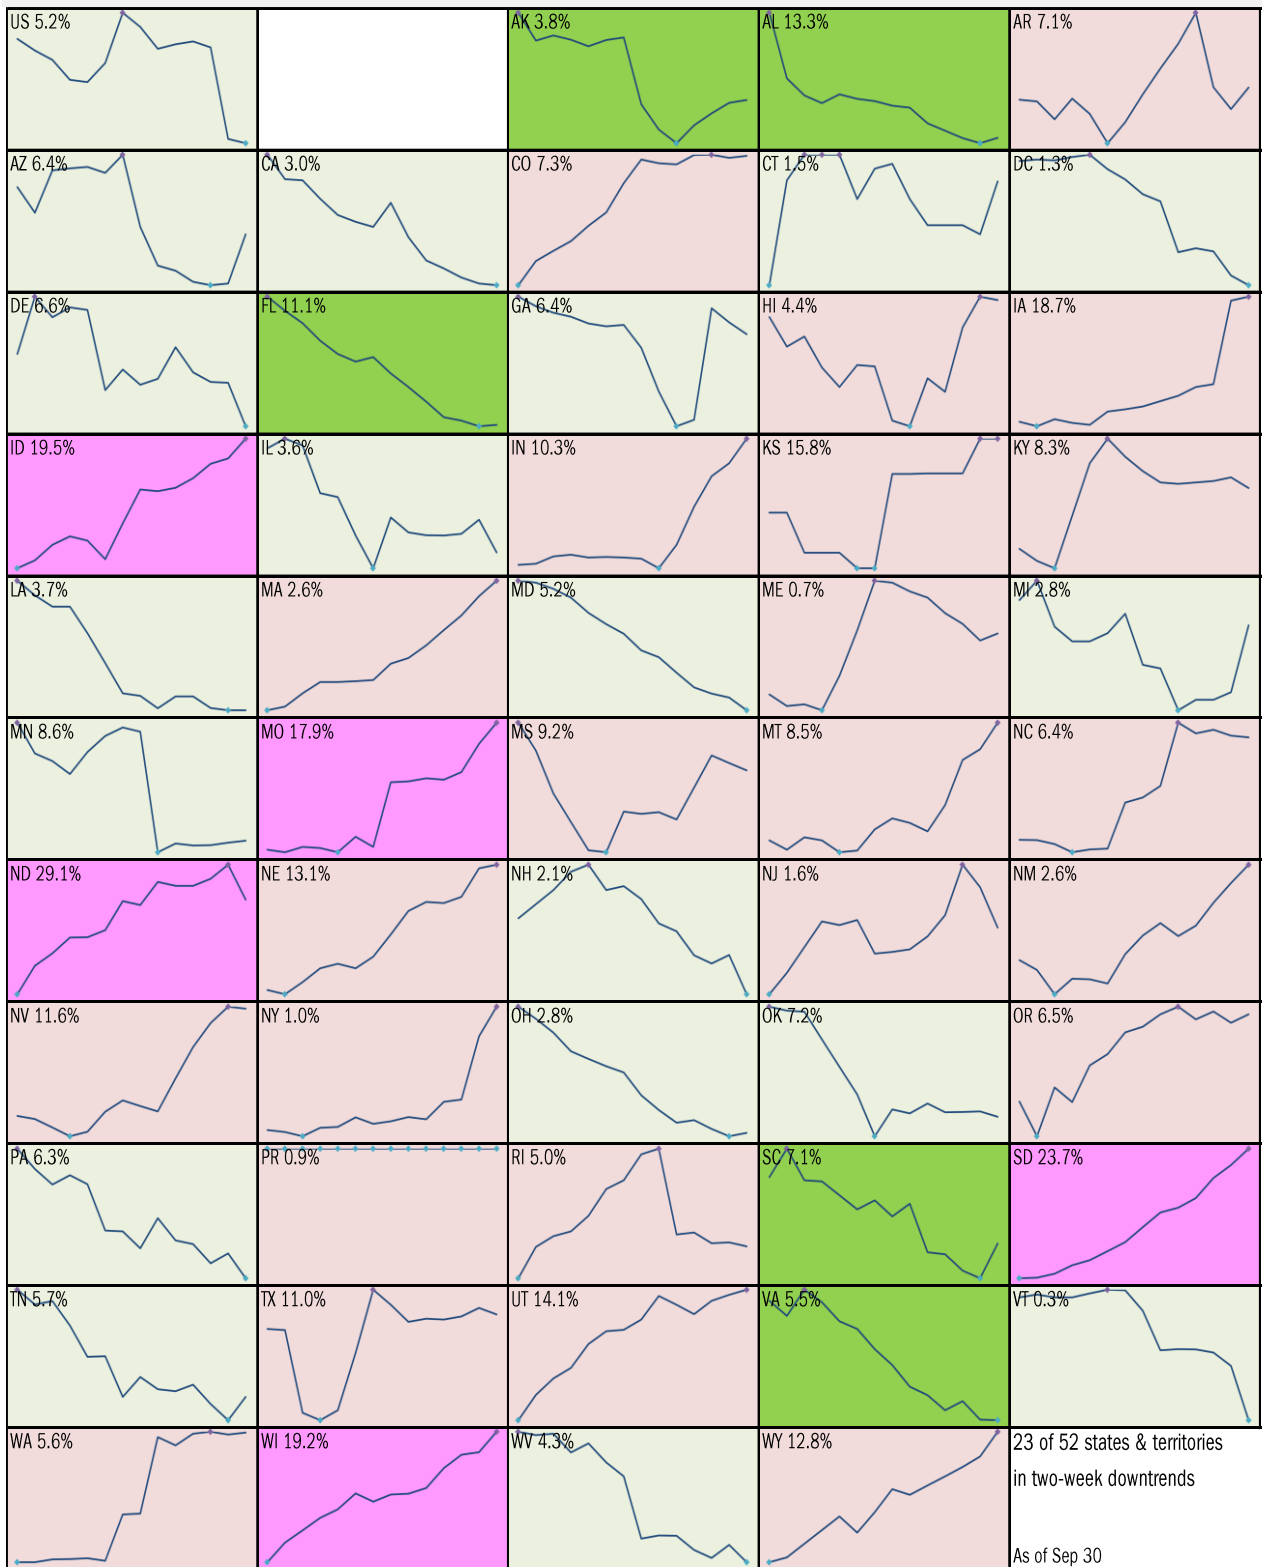 US 5.2%
AK 3.8%
AL 13.3%
AR 7.1%
AZ 6.4%
CA 3.0%
CO 7.3%
CT 1.5%
DC 1.3%
DE 6.6%
FL 11.1%
GA 6.4%
HI 4.4%
IA 18.7%
ID 19.5%
IL 3.6%
IN 10.3%
KS 15.8%
KY 8.3%
LA 3.7%
MA 2.6%
MD 5.2%
ME 0.7%
MI 2.8%
MN 8.6%
MO 17.9%
MS 9.2%
MT 8.5%
NC 6.4%
ND 29.1%
NE 13.1%
NH 2.1%
NJ 1.6%
NM 2.6%
NV 11.6%
NY 1.0%
OH 2.8%
OK 7.2%
OR 6.5%
PA 6.3%
PR 0.9%
RI 5.0%
SC 7.1%
SD 23.7%
TN 5.7%
TX 11.0%
UT 14.1%
VA 5.5%
VT 0.3%
WA 5.6%
WI 19.2%
WV 4.3%
WY 12.8%
23 of 52 states & territories
in two-week downtrends
As of Sep 30